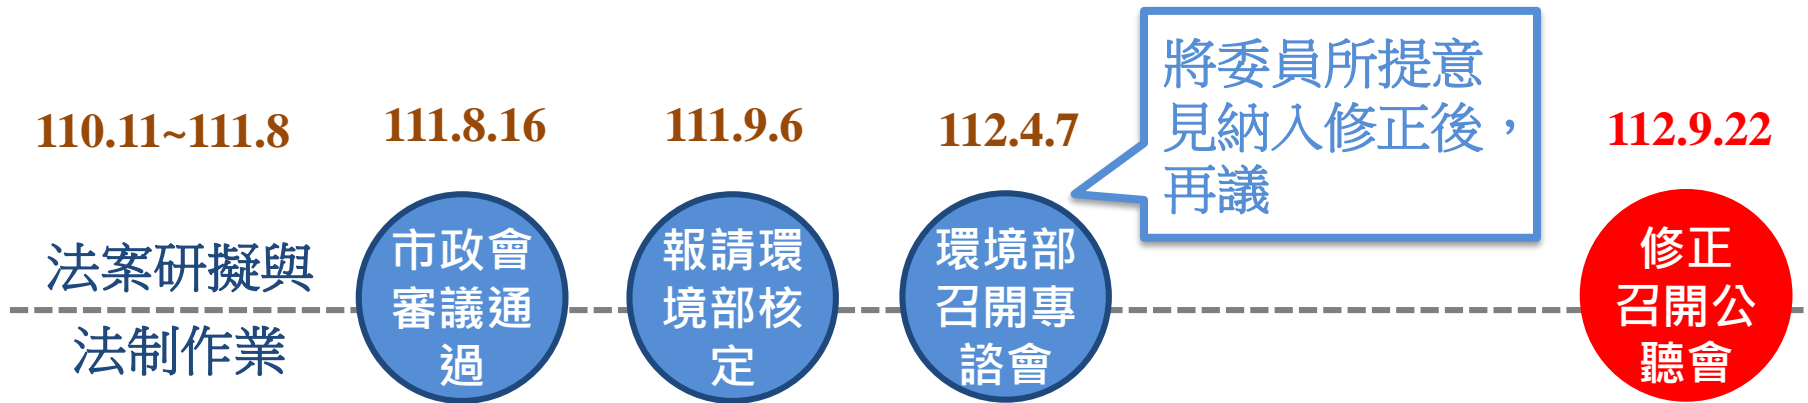 110.11~111.8
法案研擬與
法制作業
111.8.16
市政會
審議通
過
111.9.6
報請環
境部核
定
112.4.7
環境部
召開專
諮會
將委員所提意
見納入修正後，
再議
112.9.22
修正
召開公
聽會